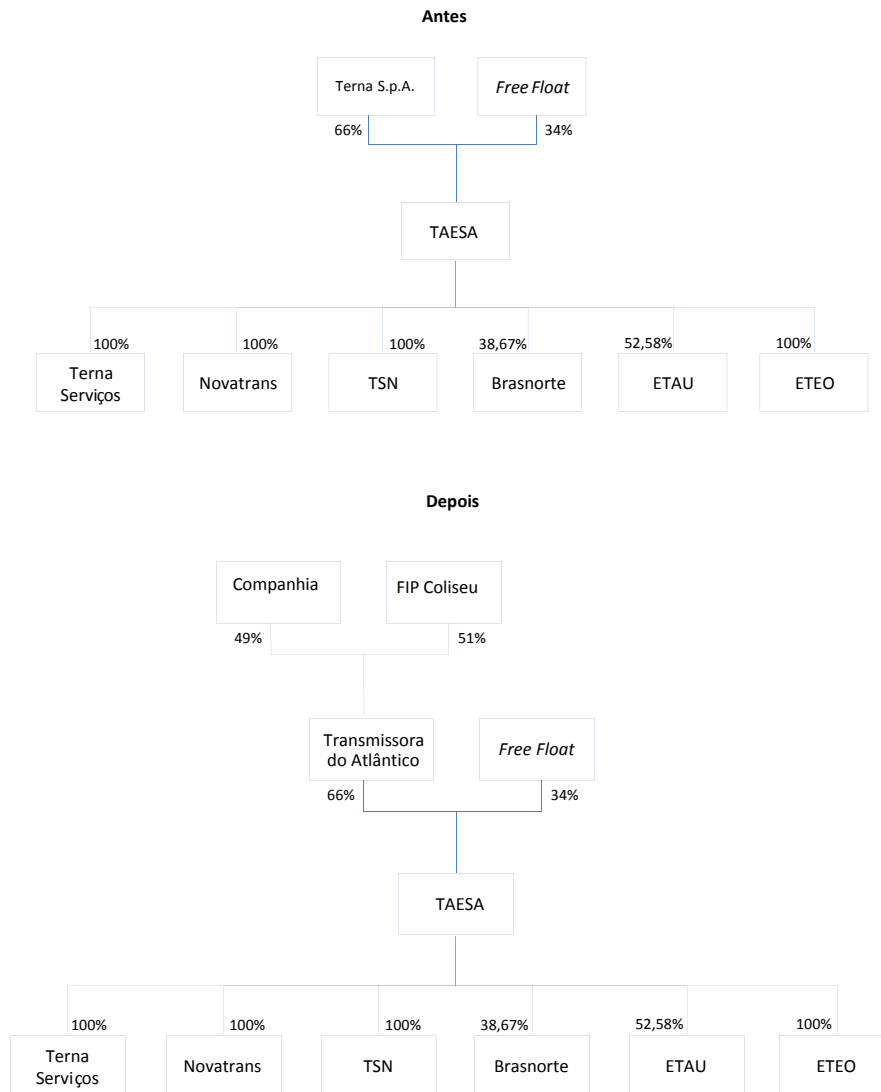 Antes
Terna S.p.A.
Free Float
66%
34%
TAESA
100%
100%
100%
38,67%
52,58%
100%
Terna
Serviços
Novatrans
TSN
Brasnorte
ETAU
ETEO
Depois
Companhia
FIP Coliseu
49%
51%
Transmissora
do Atlântico
Free Float
66%
34%
TAESA
100%
100%
100%
38,67%
52,58%
100%
Terna
Serviços
Novatrans
TSN
Brasnorte
ETAU
ETEO